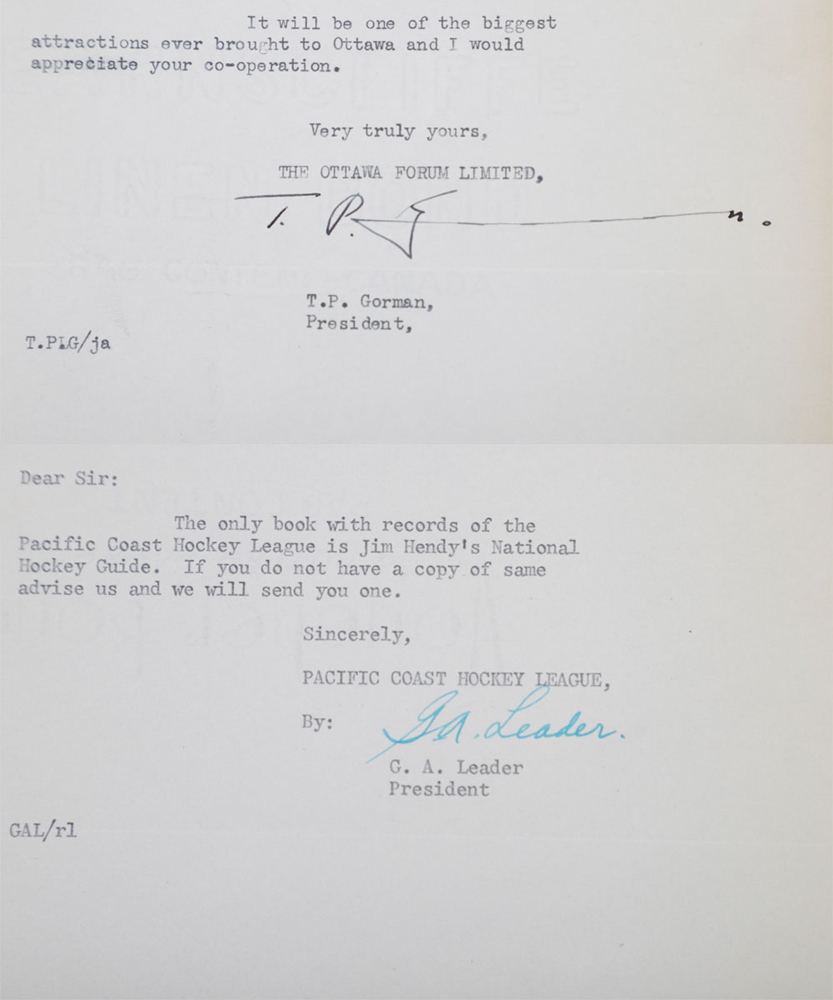 It will be one of the biggest
attractions ever brought to Ottawa and I would
appreciate your co-operation.
Very truly yours,
THE OTTAWA FORUM LIMITED,
T. P. G n.
T.P. Gorman,
President,
T.PLG/ja
Dear Sir:
The only book with records of the
Pacific Coast Hockey League is Jim Hendy's National
Hockey Guide. If you do not have a copy of same
advise us and we will send you one.
Sincerely,
PACIFIC COAST HOCKEY LEAGUE,
By: G.A. Leader.
G. A. Leader
President
GAL/rl